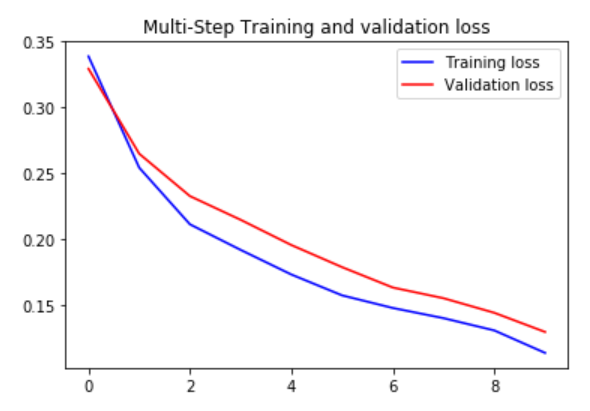 Multi-Step Training and validation loss
0.35
0.30
0.25
0.20
0.15
Training loss
Validation loss
0 2 4 6 8